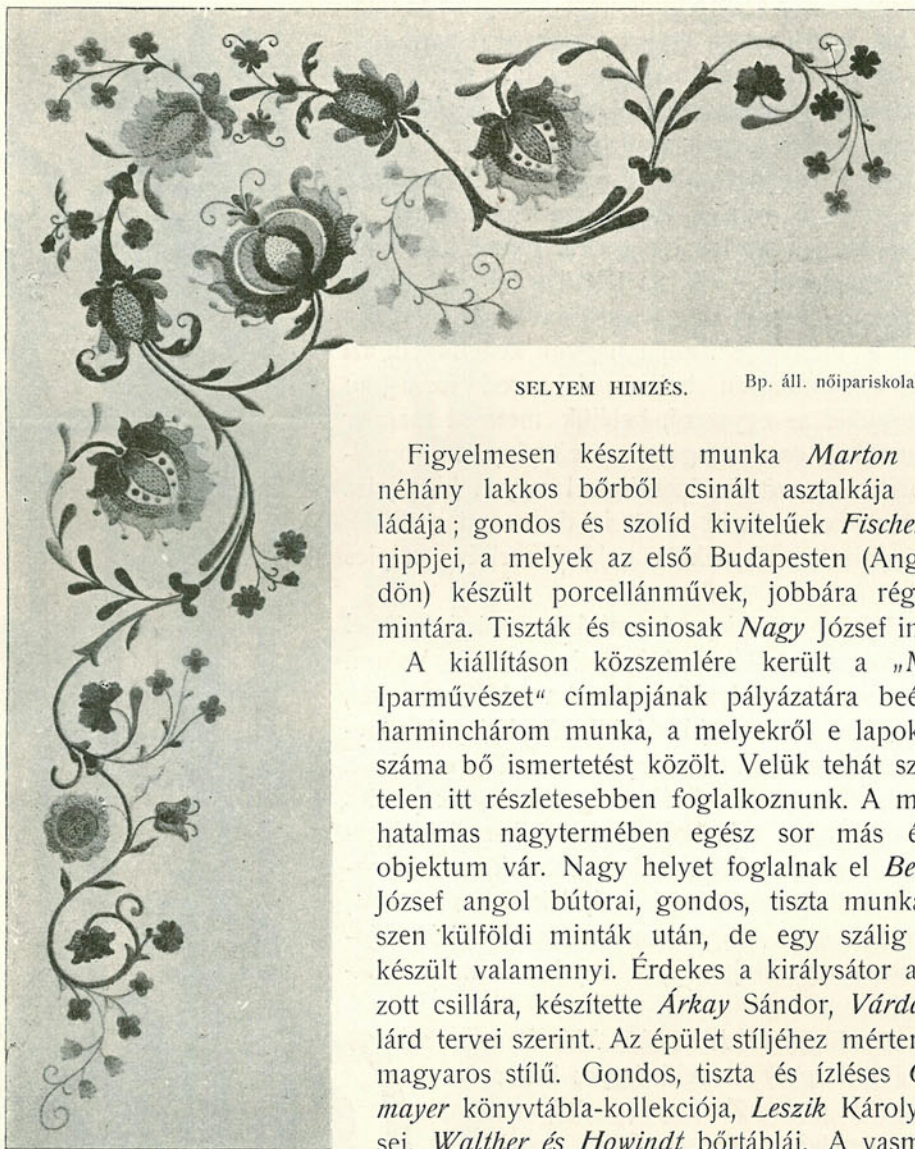 SELYEM HIMZÉS. Bp. áll. nőipariskola
Figyelmesen készített munka Marton
néhány lakkos bőrből csinált asztalkája
ládája; gondos és szolíd kivitelűek Fische
nippjei, a melyek az első Budapesten (Ang
dön) készült porcellánművek, jobbára rég
mintára. Tiszták és csinosak Nagy József in
A kiállításon közszemlére került a „M
Iparművészet“ címlapjának pályázatára beé
harminchárom munka, a melyekről e lapok
száma bő ismertetést közölt. Velük tehát sz
telen itt részletesebben foglalkoznunk. A m
hatalmas nagytermében egész sor más é
objektum vár. Nagy helyet foglalnak el Be
József angol bútorai, gondos, tiszta munka
szen külföldi minták után, de egy szálig
készült valamennyi. Érdekes a királysátor a
zott csillára, készítette Árkay Sándor, Várda
lárd tervei szerint. Az épület stíljéhez mérten
magyaros stílű. Gondos, tiszta és ízléses
mayer könyvtábla-kollekciója, Leszik Károly
sei, Walther és Howindt bőrtáblái. A vasm